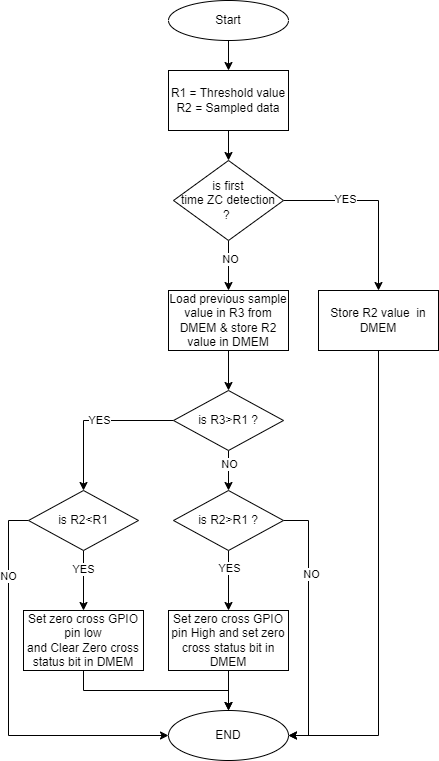 Start
R1 = Threshold value
R2 = Sampled data
is first
time ZC detection
?
YES
NO
Load previous sample
value in R3 from
DMEM & store R2
value in DMEM
Store R2 value in
DMEM
is R3>R1 ?
YES
NO
is R2<R1
is R2>R1 ?
NO
YES
YES
NO
Set zero cross GPIO
pin low
and Clear Zero cross
status bit in DMEM
Set zero cross GPIO
pin High and set zero
cross status bit in
DMEM
END